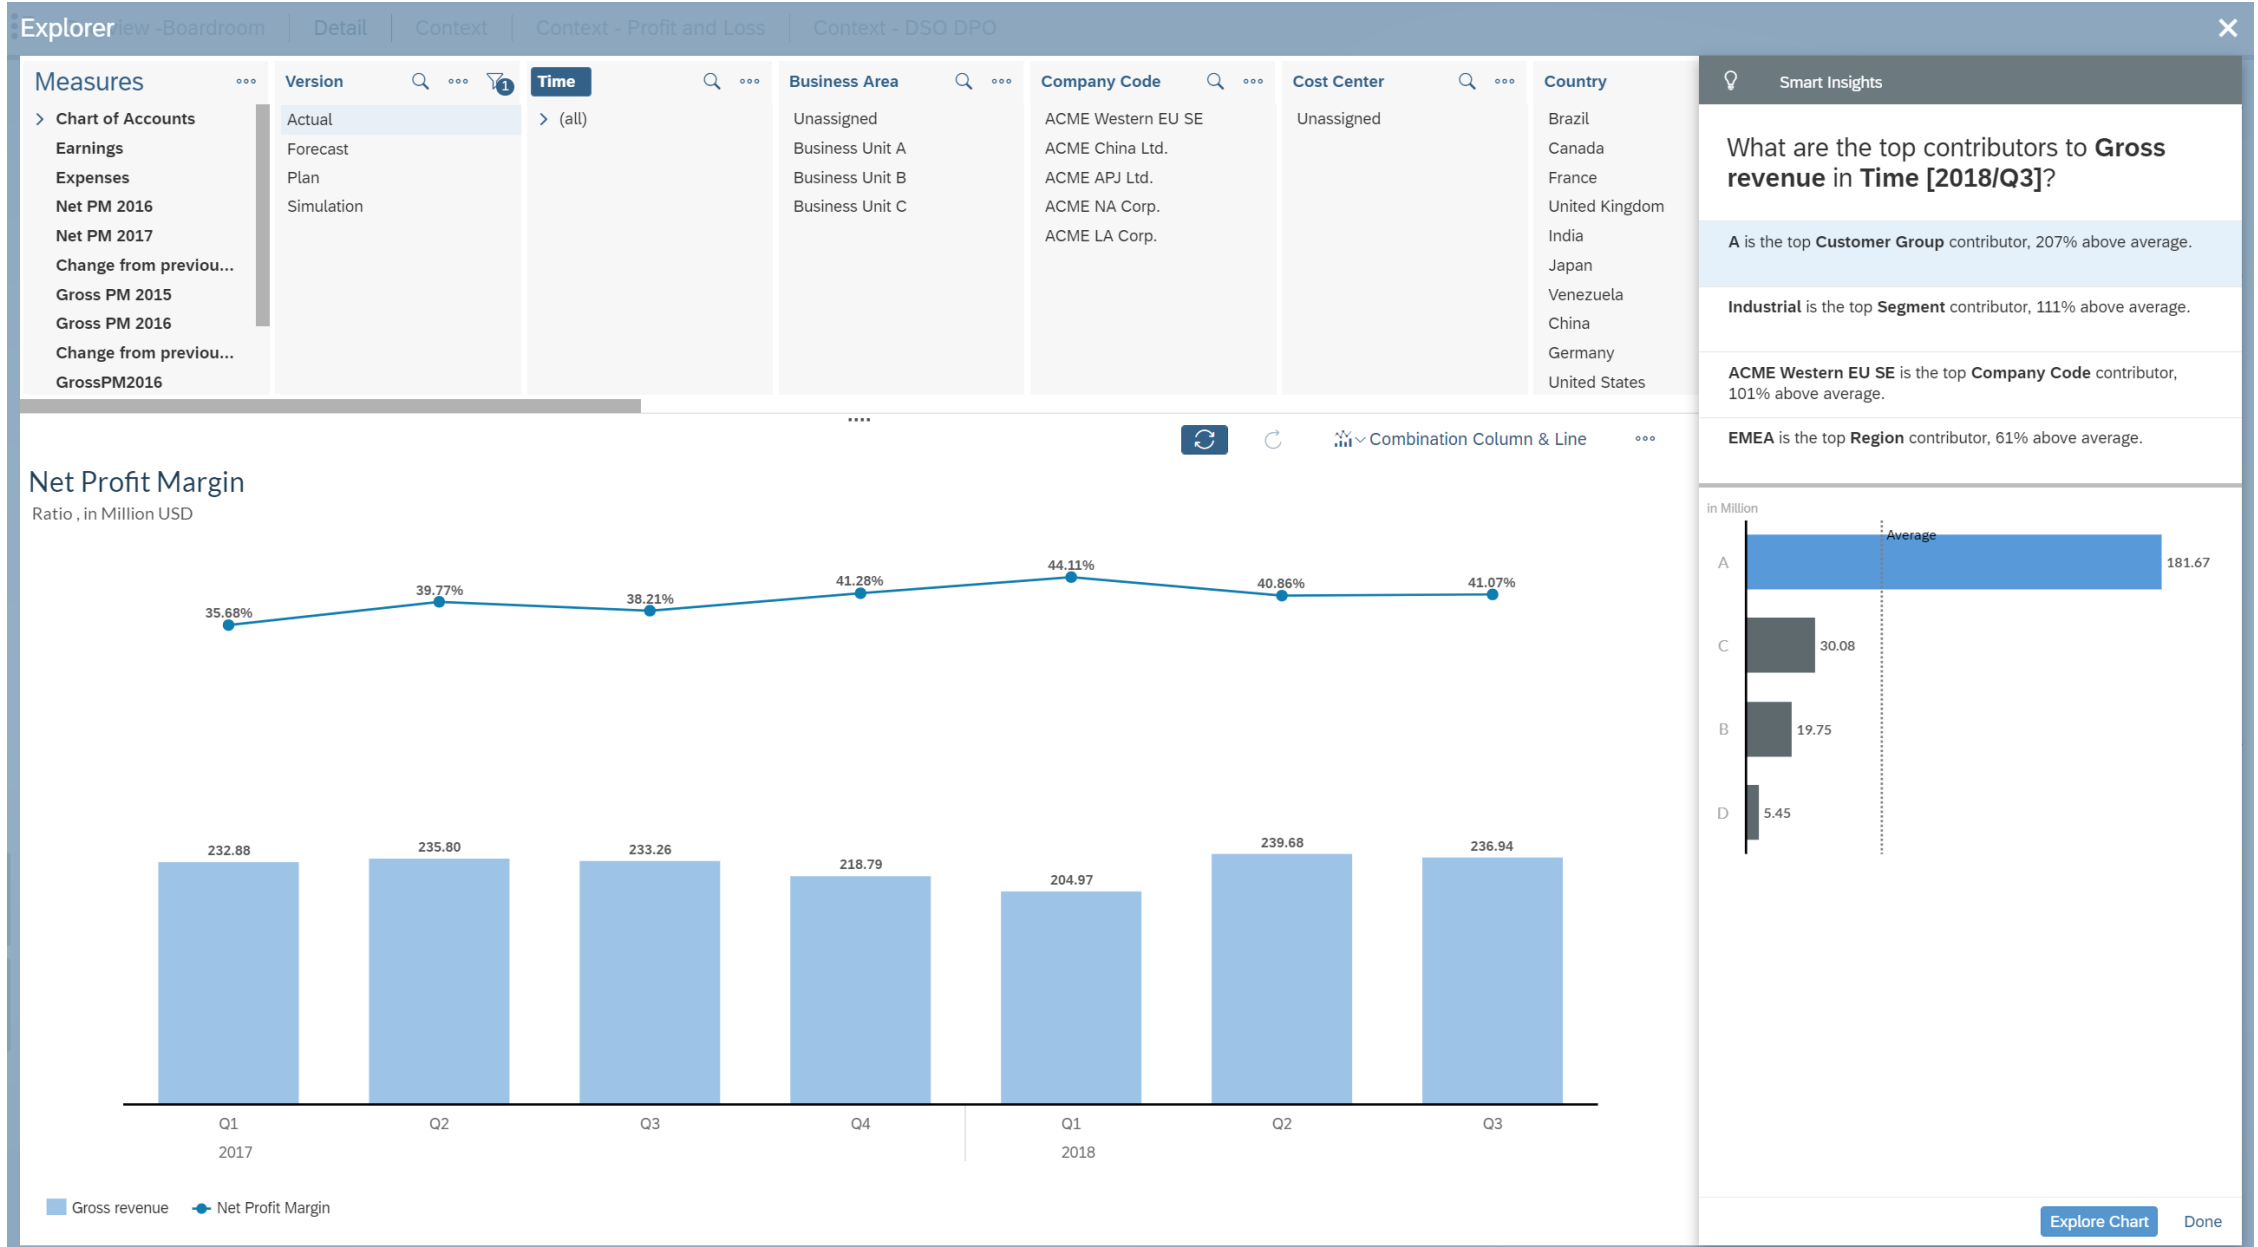 Explorer
view -Boardroom
Detail
Context
Context - Profit and Loss
Context - DSO DPO
Measures
Chart of Accounts
Earnings
Expenses
Net PM 2016
Net PM 2017
Change from previou...
Gross PM 2015
Gross PM 2016
Change from previou...
GrossPM2016
Version
1
Actual
Forecast
Plan
Simulation
Time
(all)
Business Area
Unassigned
Business Unit A
Business Unit B
Business Unit C
Company Code
ACME Western EU SE
ACME China Ltd.
ACME APJ Ltd.
ACME NA Corp.
ACME LA Corp.
Cost Center
Unassigned
Country
Brazil
Canada
France
United Kingdom
India
Japan
Venezuela
China
Germany
United States
Combination Column & Line
Net Profit Margin
Ratio , in Million USD
35.68%
39.77%
38.21%
41.28%
44.11%
40.86%
41.07%
232.88
235.80
233.26
218.79
204.97
239.68
236.94
Q1
Q2
Q3
Q4
Q1
Q2
Q3
2017
2018
Gross revenue
Net Profit Margin
Smart Insights
What are the top contributors to Gross
revenue in Time [2018/Q3]?
A is the top Customer Group contributor, 207% above average.
Industrial is the top Segment contributor, 111% above average.
ACME Western EU SE is the top Company Code contributor,
101% above average.
EMEA is the top Region contributor, 61% above average.
in Million
Average
A
181.67
C
30.08
B
19.75
D
5.45
Explore Chart
Done